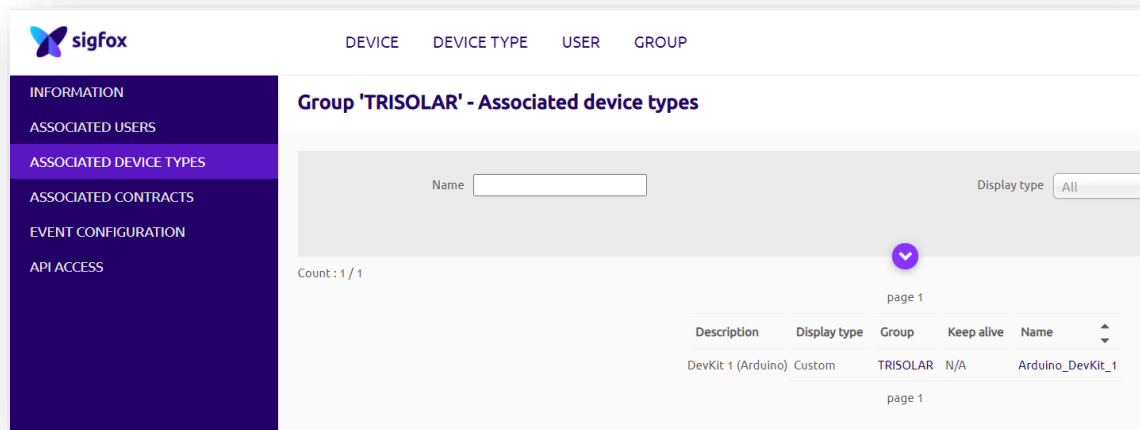 sigfox
DEVICE DEVICE TYPE USER GROUP
INFORMATION
ASSOCIATED USERS
ASSOCIATED DEVICE TYPES
ASSOCIATED CONTRACTS
EVENT CONFIGURATION
API ACCESS
Group 'TRISOLAR' - Associated device types
Name
Display type All
Count : 1 / 1
page 1
Description Display type Group Keep alive Name
DevKit 1 (Arduino) Custom TRISOLAR N/A Arduino_DevKit_1
page 1